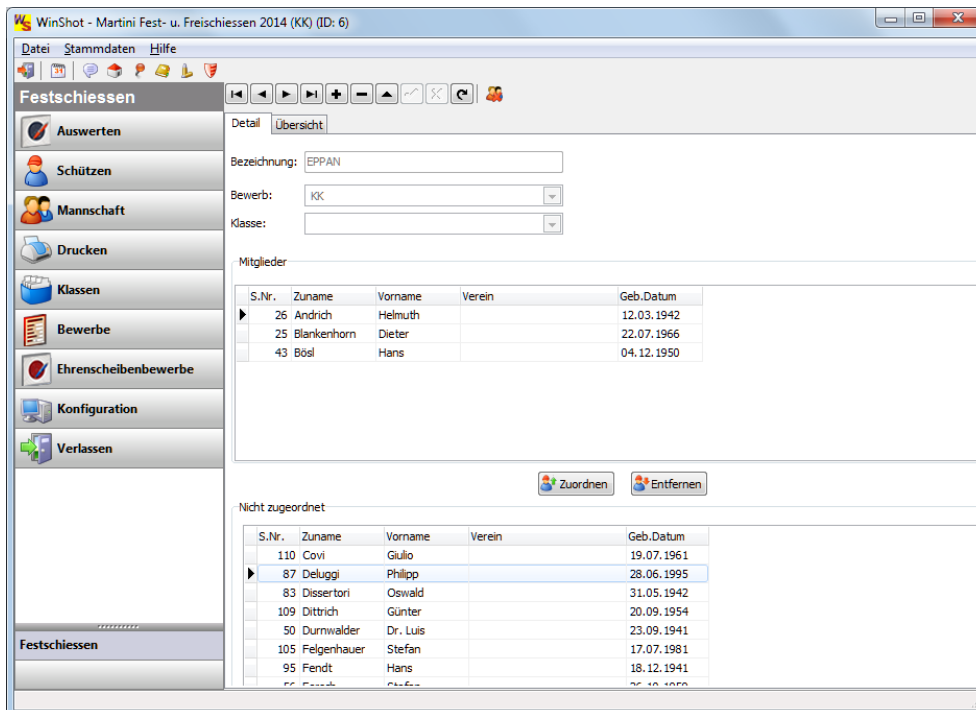 WinShot - Martini Fest- u. Freischiessen 2014 (KK) (ID: 6)
Datei Stammdaten Hilfe
Festschiessen
Auswerten
Schützen
Mannschaft
Drucken
Klassen
Bewerbe
Ehrenscheibenbewerbe
Konfiguration
Verlassen
Festschiessen
Detail Übersicht
Bezeichnung: EPPAN
Bewerb: KK
Klasse:
Mitglieder
S.Nr. Zuname Vorname Verein Geb.Datum
26 Andrich Helmuth 12.03.1942
25 Blankenhorn Dieter 22.07.1966
43 Bösl Hans 04.12.1950
Zuordnen Entfernen
Nicht zugeordnet
S.Nr. Zuname Vorname Verein Geb.Datum
110 Covi Giulio 19.07.1961
87 Deluggi Philipp 28.06.1995
83 Dissertori Oswald 31.05.1942
109 Dittrich Günter 20.09.1954
50 Durnwalder Dr. Luis 23.09.1941
105 Felgenhauer Stefan 17.07.1981
95 Fendt Hans 18.12.1941